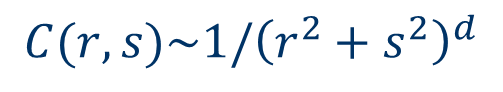 C(r, s)~1/(r² + s²)ᵈ